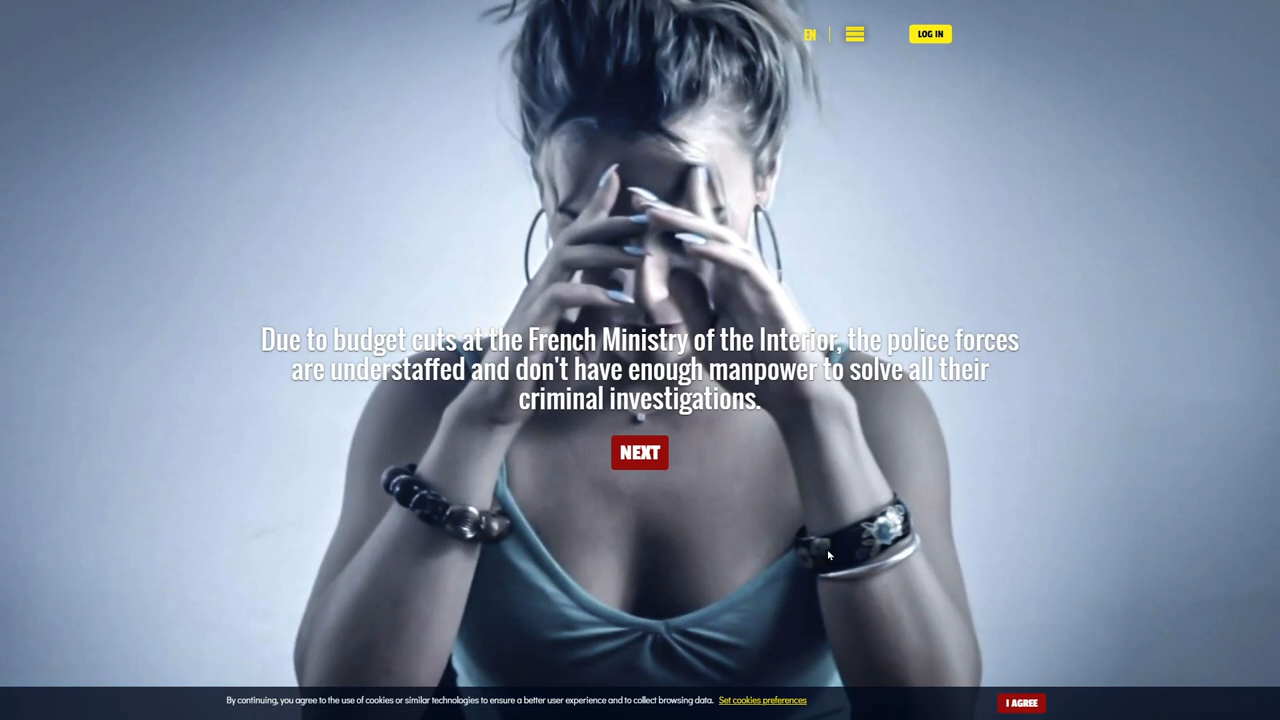 EN
LOG IN
Due to budget cuts at the French Ministry of the Interior, the police forces
are understaffed and don't have enough manpower to solve all their
criminal investigations.
NEXT
By continuing, you agree to the use of cookies or similar technologies to ensure a better user experience and to collect browsing data. Set cookies preferences
I AGREE